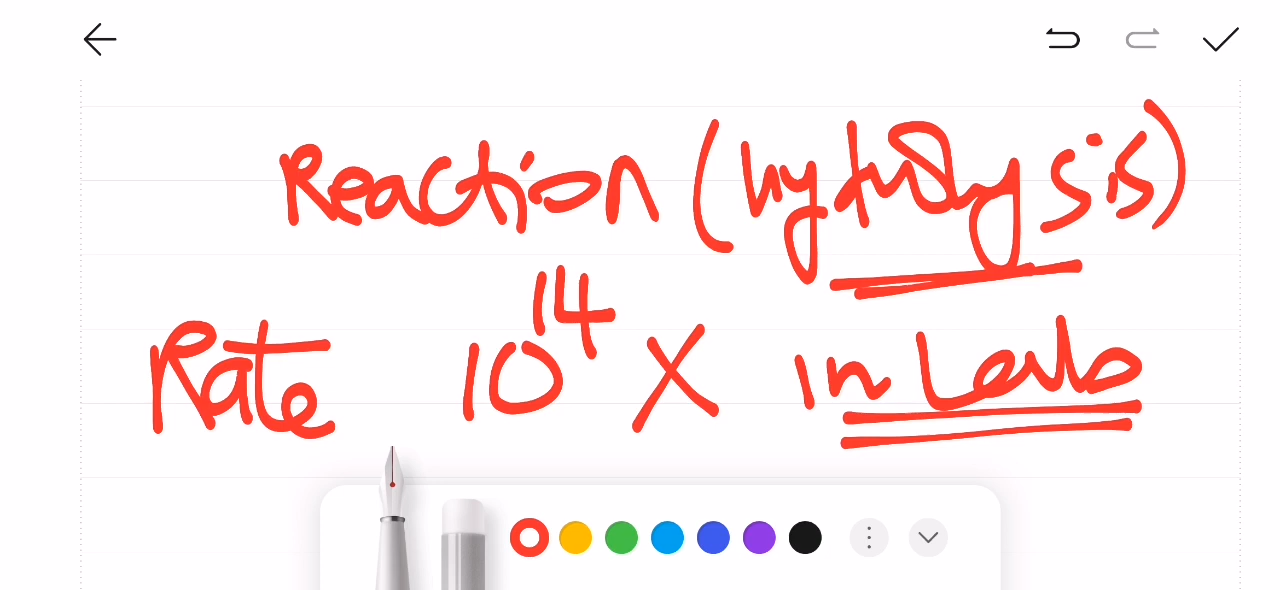 Reaction (hydrolysis)
Rate 10¹⁴ X in Lab